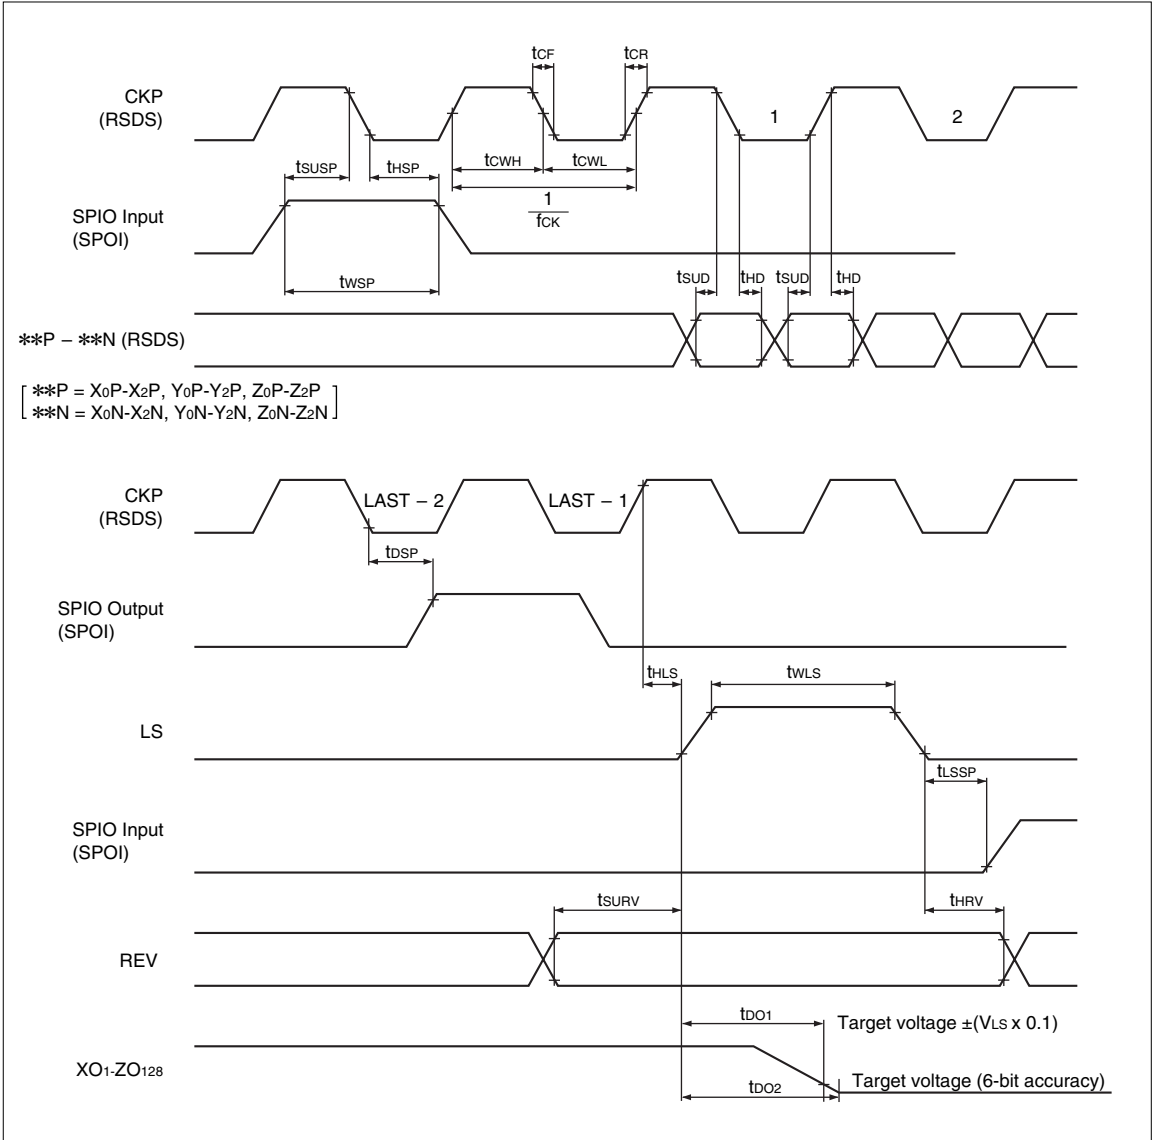 tCF tCR
CKP
(RSDS)
1 2
tSUSP tHSP tCWH tCWL
1
fCK
SPIO Input
(SPOI)
tWSP
tSUD tHD tSUD tHD
**P – **N (RSDS)
**P = X0P-X2P, Y0P-Y2P, Z0P-Z2P
**N = X0N-X2N, Y0N-Y2N, Z0N-Z2N
CKP
(RSDS)
LAST – 2 LAST – 1
tDSP
SPIO Output
(SPOI)
tHLS tWLS
LS
tLSSP
SPIO Input
(SPOI)
tSURV tHRV
REV
tDO1 Target voltage ±(VLS x 0.1)
XO1-ZO128
tDO2 Target voltage (6-bit accuracy)